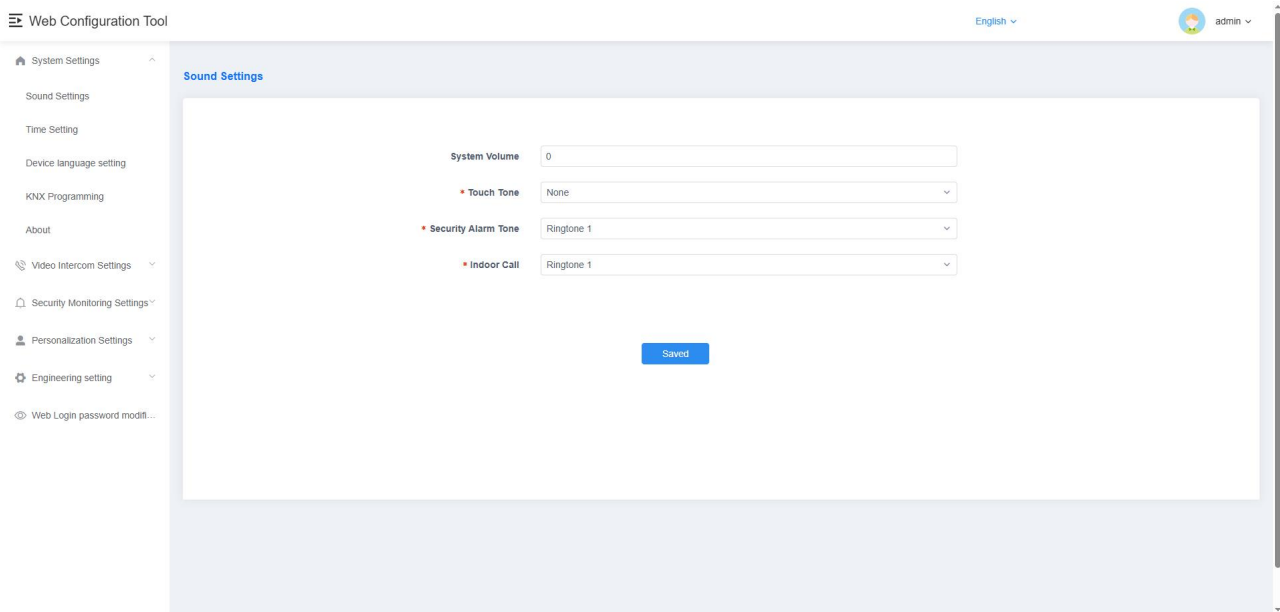 Web Configuration Tool
English
admin
System Settings
Sound Settings
Time Setting
Device language setting
KNX Programming
About
Video Intercom Settings
Security Monitoring Settings
Personalization Settings
Engineering setting
Web Login password modifi...
Sound Settings
System Volume 0
* Touch Tone None
* Security Alarm Tone Ringtone 1
* Indoor Call Ringtone 1
Saved